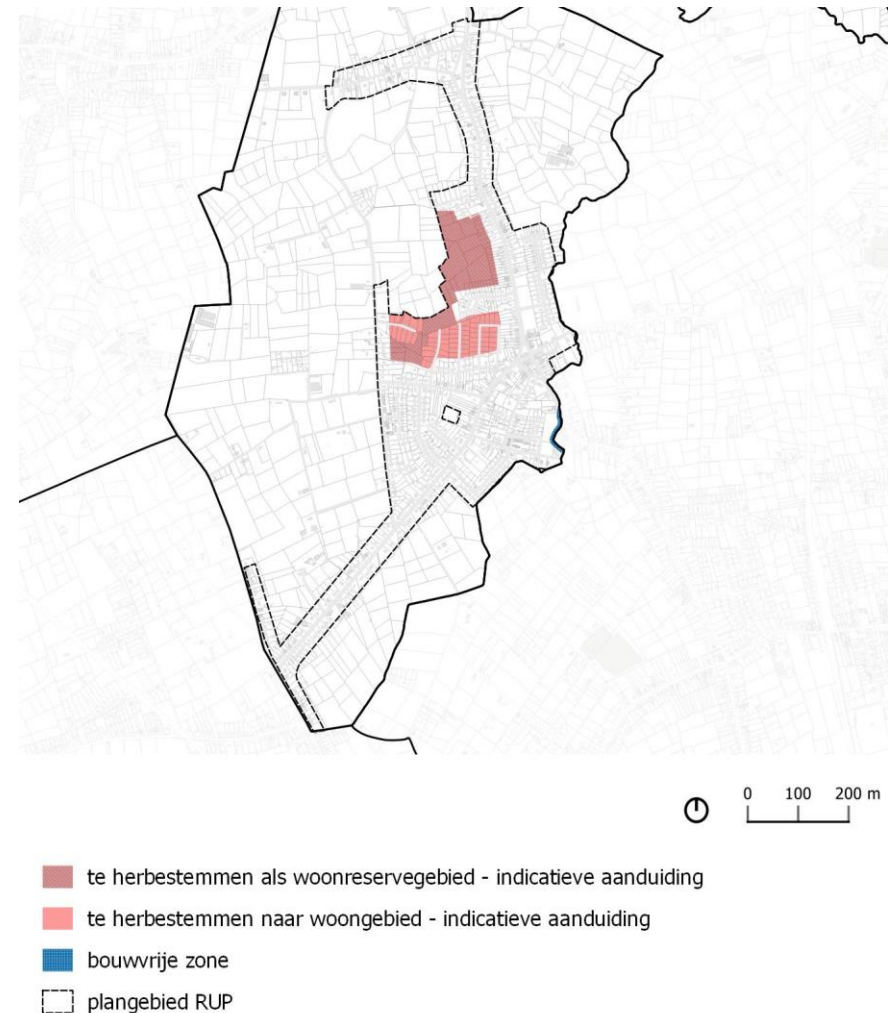 0 100 200 m
te herbestemmen als woonreservegebied - indicatieve aanduiding
te herbestemmen naar woongebied - indicatieve aanduiding
bouwvrije zone
plangebied RUP